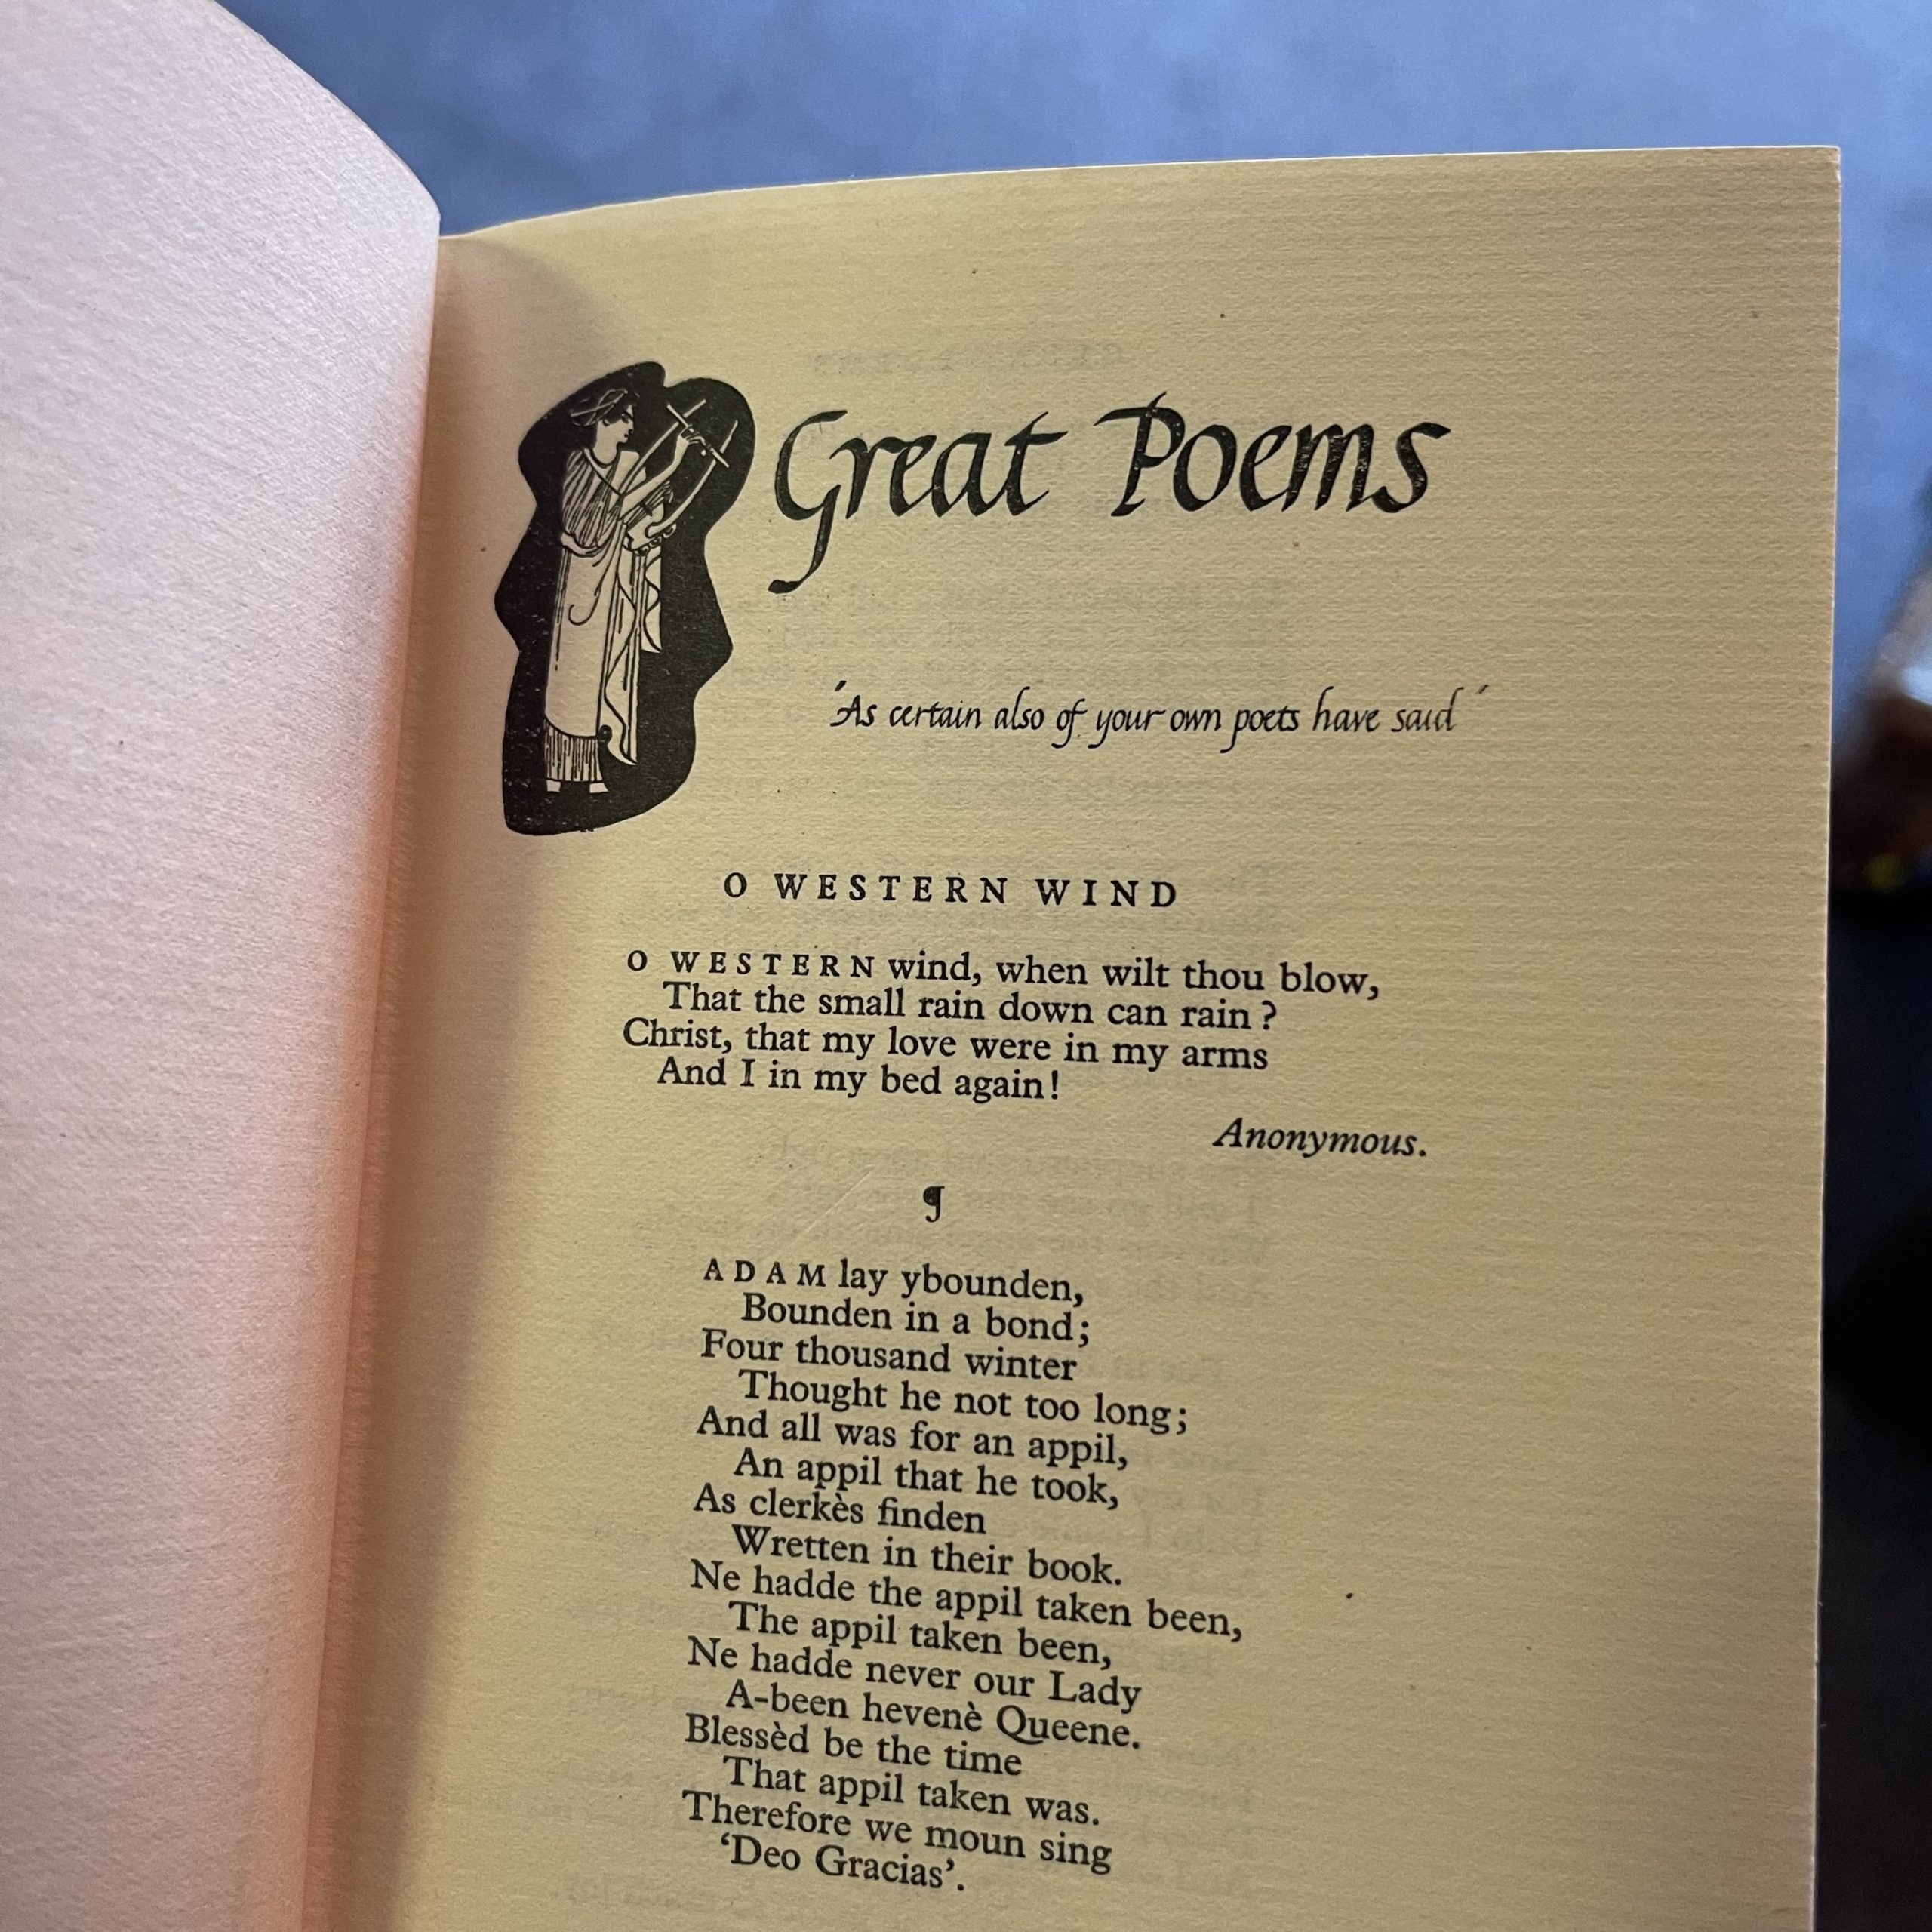 Great Poems
'As certain also of your own poets have said'
O WESTERN WIND
O WESTERN wind, when wilt thou blow,
That the small rain down can rain?
Christ, that my love were in my arms
And I in my bed again!
Anonymous.
¶
ADAM lay ybounden,
Bounden in a bond;
Four thousand winter
Thought he not too long;
And all was for an appil,
An appil that he took,
As clerkès finden
Wretten in their book.
Ne hadde the appil taken been,
The appil taken been,
Ne hadde never our Lady
A-been hevenè Queene.
Blessèd be the time
That appil taken was.
Therefore we moun sing
‘Deo Gracias’.